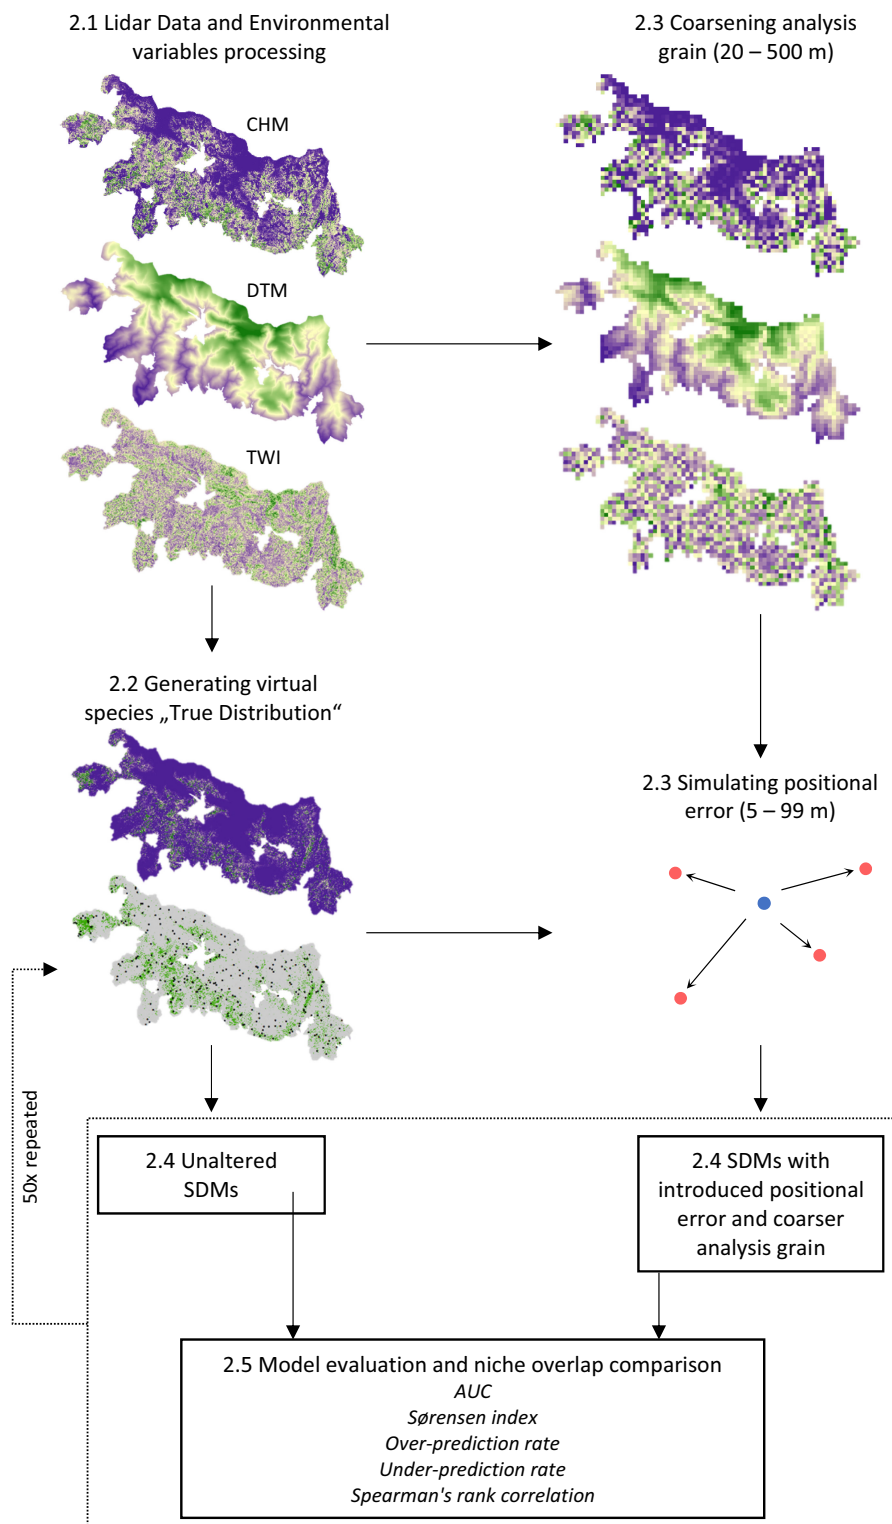 2.1 Lidar Data and Environmental
variables processing
2.3 Coarsening analysis
grain (20 – 500 m)
CHM
DTM
TWI
2.2 Generating virtual
species „True Distribution“
2.3 Simulating positional
error (5 – 99 m)
50x repeated
2.4 Unaltered
SDMs
2.4 SDMs with
introduced positional
error and coarser
analysis grain
2.5 Model evaluation and niche overlap comparison
AUC
Sørensen index
Over-prediction rate
Under-prediction rate
Spearman's rank correlation